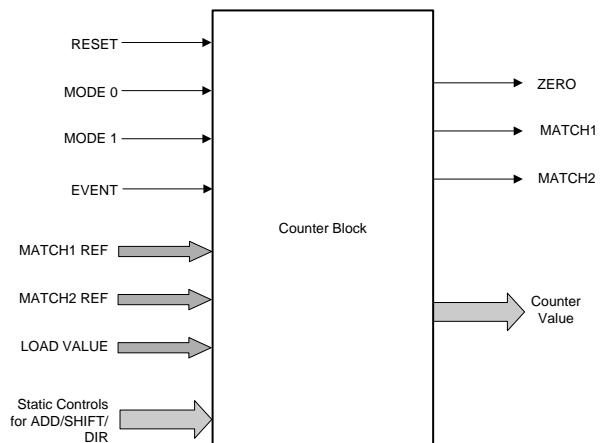 RESET
MODE 0
MODE 1
EVENT
MATCH1 REF
MATCH2 REF
LOAD VALUE
Static Controls
for ADD/SHIFT/
DIR
Counter Block
ZERO
MATCH1
MATCH2
Counter
Value